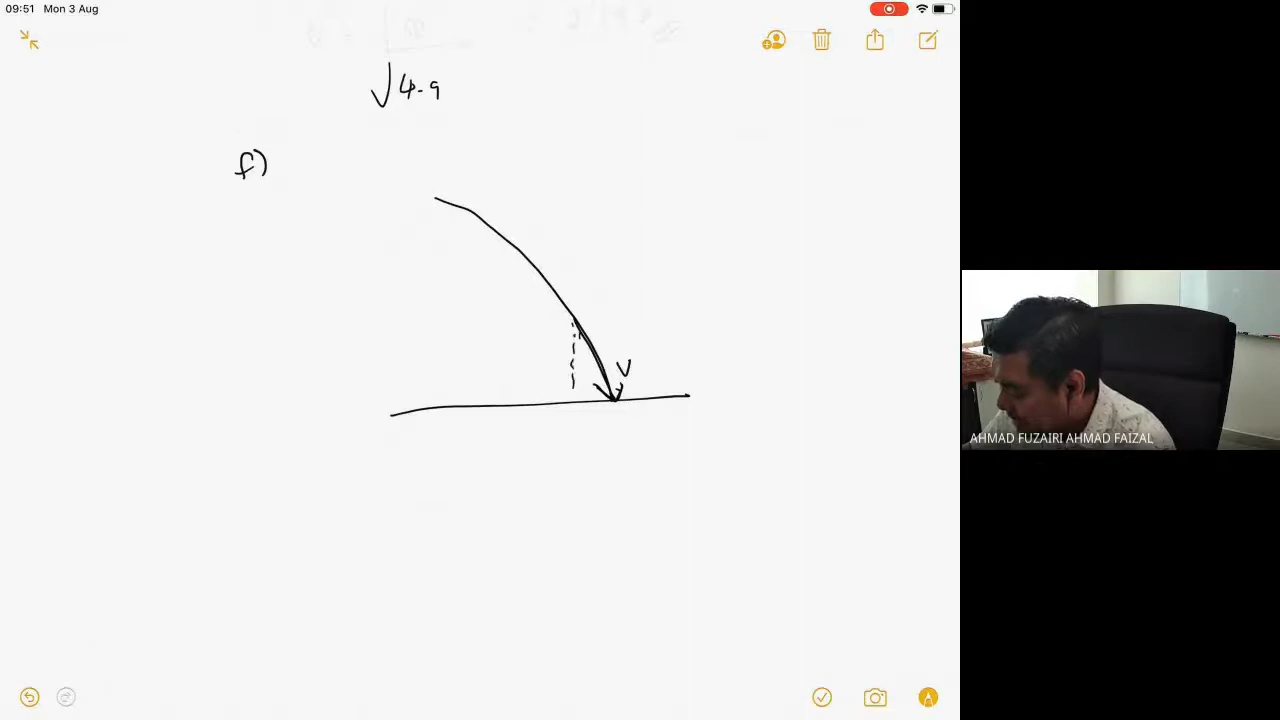 09:51 Mon 3 Aug
√4.9
f)
V
AHMAD FUZAIRI AHMAD FAIZAL